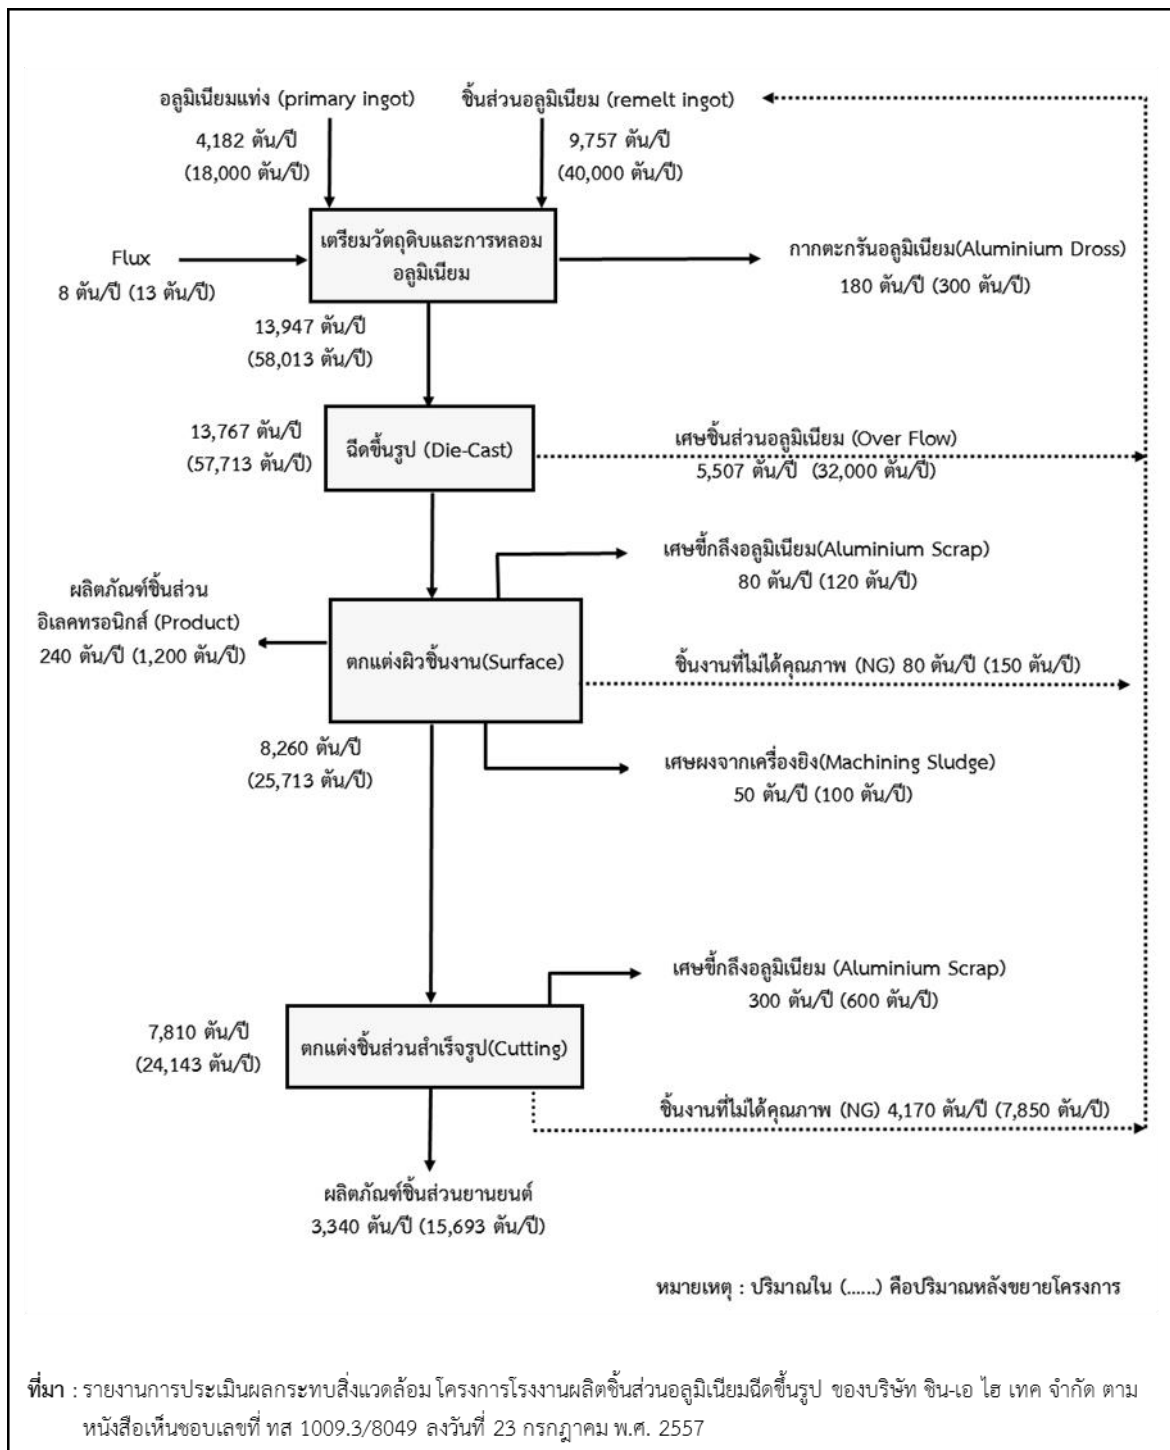 อลูมิเนียมแท่ง (primary ingot)
ชิ้นส่วนอลูมิเนียม (remelt ingot)
4,182 ตัน/ปี
(18,000 ตัน/ปี)
9,757 ตัน/ปี
(40,000 ตัน/ปี)
เตรียมวัตถุดิบและการหลอม
อลูมิเนียม
Flux
8 ตัน/ปี (13 ตัน/ปี)
กากตะกรันอลูมิเนียม(Aluminium Dross)
180 ตัน/ปี (300 ตัน/ปี)
13,947 ตัน/ปี
(58,013 ตัน/ปี)
13,767 ตัน/ปี
(57,713 ตัน/ปี)
ฉีดขึ้นรูป (Die-Cast)
เศษชิ้นส่วนอลูมิเนียม (Over Flow)
5,507 ตัน/ปี (32,000 ตัน/ปี)
เศษขี้กลึงอลูมิเนียม(Aluminium Scrap)
80 ตัน/ปี (120 ตัน/ปี)
ผลิตภัณฑ์ชิ้นส่วน
อิเลคทรอนิกส์ (Product)
240 ตัน/ปี (1,200 ตัน/ปี)
ตกแต่งผิวชิ้นงาน(Surface)
ชิ้นงานที่ไม่ได้คุณภาพ (NG) 80 ตัน/ปี (150 ตัน/ปี)
8,260 ตัน/ปี
(25,713 ตัน/ปี)
เศษผงจากเครื่องยิง(Machining Sludge)
50 ตัน/ปี (100 ตัน/ปี)
เศษขี้กลึงอลูมิเนียม (Aluminium Scrap)
300 ตัน/ปี (600 ตัน/ปี)
7,810 ตัน/ปี
(24,143 ตัน/ปี)
ตกแต่งชิ้นส่วนสำเร็จรูป(Cutting)
ชิ้นงานที่ไม่ได้คุณภาพ (NG) 4,170 ตัน/ปี (7,850 ตัน/ปี)
ผลิตภัณฑ์ชิ้นส่วนยานยนต์
3,340 ตัน/ปี (15,693 ตัน/ปี)
หมายเหตุ : ปริมาณใน (......) คือปริมาณหลังขยายโครงการ
ที่มา : รายงานการประเมินผลกระทบสิ่งแวดล้อม โครงการโรงงานผลิตชิ้นส่วนอลูมิเนียมฉีดขึ้นรูป ของบริษัท ชิน-เอ ไฮ เทค จำกัด ตาม
หนังสือเห็นชอบเลขที่ ทส 1009.3/8049 ลงวันที่ 23 กรกฎาคม พ.ศ. 2557